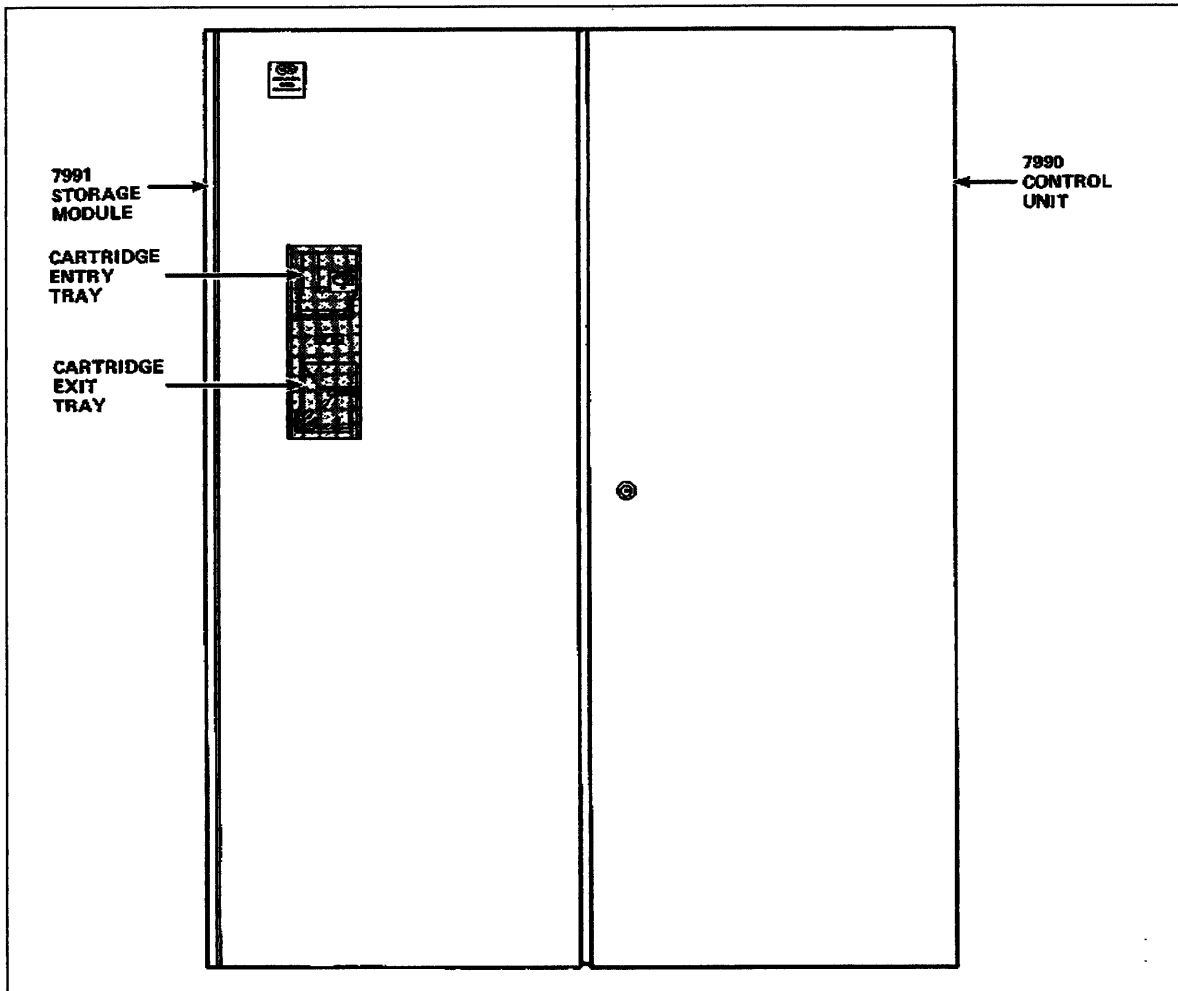 7991
STORAGE
MODULE
CARTRIDGE
ENTRY
TRAY
CARTRIDGE
EXIT
TRAY
7990
CONTROL
UNIT